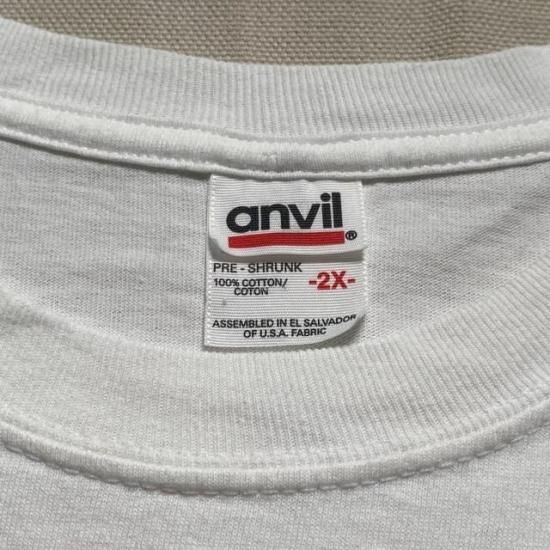 anvil®
PRE-SHRUNK
100% COTTON/
COTON
-2X-
ASSEMBLED IN EL SALVADOR
OF U.S.A. FABRIC